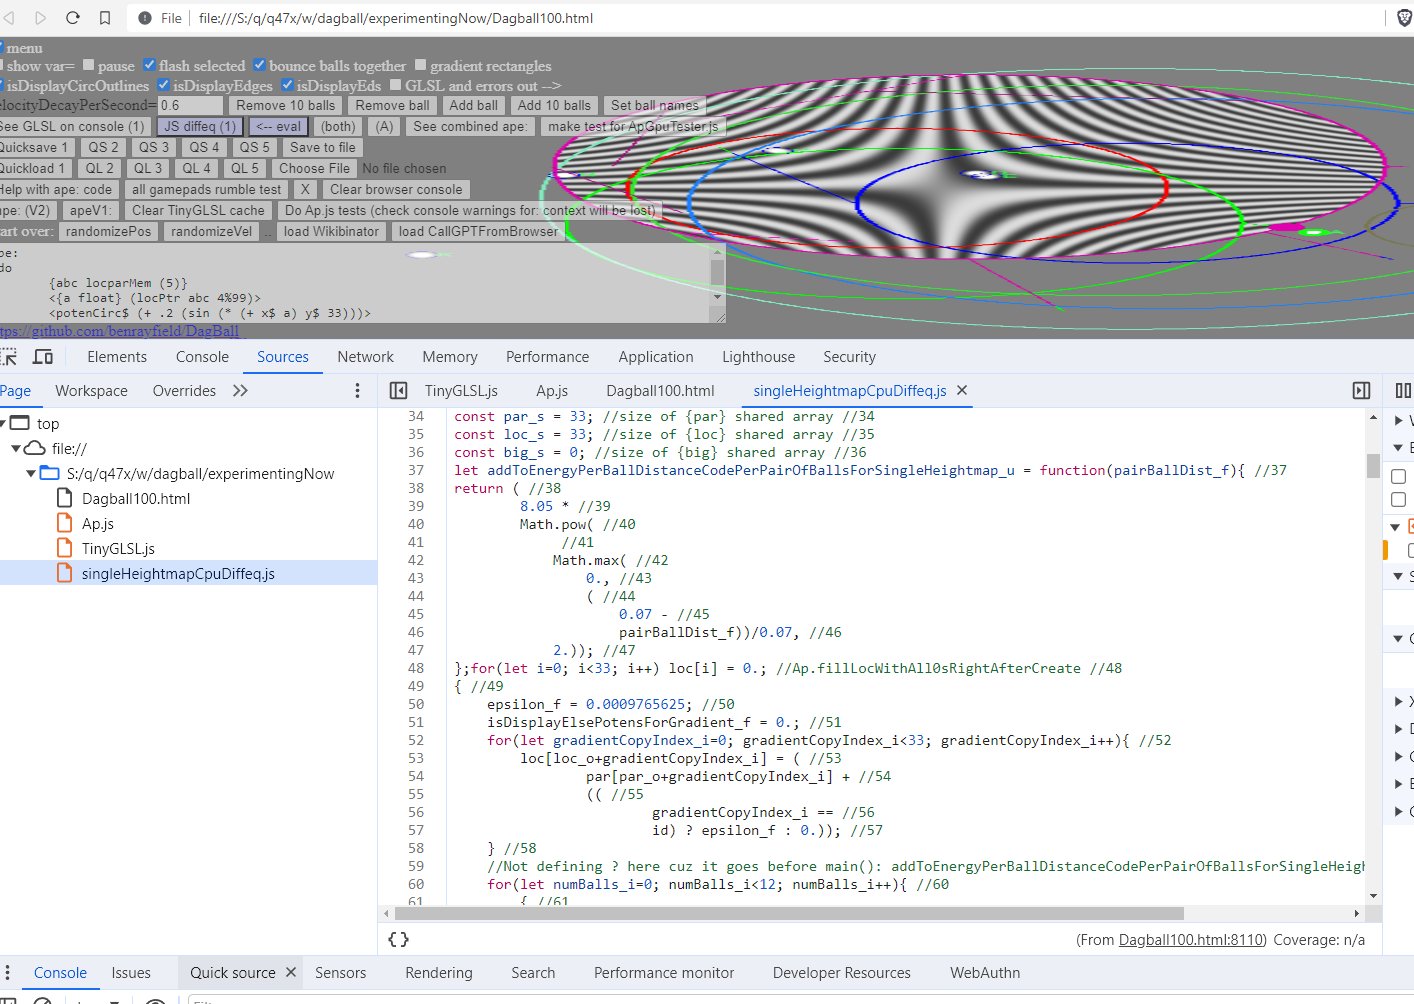 File file:///S:/q/q47x/w/dagball/experimentingNow/Dagball100.html
menu
show var= pause flash selected bounce balls together gradient rectangles
isDisplayCircOutlines isDisplayEdges isDisplayEds GLSL and errors out -->
elocityDecayPerSecond= 0.6 Remove 10 balls Remove ball Add ball Add 10 balls Set ball names
See GLSL on console (1) JS diffeq (1) <-- eval (both) (A) See combined ape: make test for ApGpuTester.js
Quicksave 1 QS 2 QS 3 QS 4 QS 5 Save to file
Quickload 1 QL 2 QL 3 QL 4 QL 5 Choose File No file chosen
Help with ape: code all gamepads rumble test X Clear browser console
ape: (V2) apeV1: Clear TinyGLSL cache Do Ap.js tests (check console warnings for: context will be lost)
tart over: randomizePos randomizeVel .. load Wikibinator load CallGPTFromBrowser
pe:
do
{abc locparMem (5)}
<{a float} (locPtr abc 4%99)>
<potenCirc$ (+ .2 (sin (* (+ x$ a) y$ 33)))>
ttps://github.com/benrayfield/DagBall
Elements Console Sources Network Memory Performance Application Lighthouse Security
Page Workspace Overrides
TinyGLSL.js Ap.js Dagball100.html singleHeightmapCpuDiffeq.js
top
file://
S:/q/q47x/w/dagball/experimentingNow
Dagball100.html
Ap.js
TinyGLSL.js
singleHeightmapCpuDiffeq.js
34 const par_s = 33; //size of {par} shared array //34
35 const loc_s = 33; //size of {loc} shared array //35
36 const big_s = 0; //size of {big} shared array //36
37 let addToEnergyPerBallDistanceCodePerPairOfBallsForSingleHeightmap_u = function(pairBallDist_f){ //37
38 return ( //38
39 8.05 * //39
40 Math.pow( //40
41 //41
42 Math.max( //42
43 0., //43
44 ( //44
45 0.07 - //45
46 pairBallDist_f))/0.07, //46
47 2.)); //47
48 };for(let i=0; i<33; i++) loc[i] = 0.; //Ap.fillLocWithAll0sRightAfterCreate //48
49 { //49
50 epsilon_f = 0.0009765625; //50
51 isDisplayElsePotensForGradient_f = 0.; //51
52 for(let gradientCopyIndex_i=0; gradientCopyIndex_i<33; gradientCopyIndex_i++){ //52
53 loc[loc_o+gradientCopyIndex_i] = ( //53
54 par[par_o+gradientCopyIndex_i] + //54
55 (( //55
56 gradientCopyIndex_i == //56
57 id) ? epsilon_f : 0.)); //57
58 } //58
59 //Not defining ? here cuz it goes before main(): addToEnergyPerBallDistanceCodePerPairOfBallsForSingleHeigh
60 for(let numBalls_i=0; numBalls_i<12; numBalls_i++){ //60
61 { //61
{} (From Dagball100.html:8110) Coverage: n/a
Console Issues Quick source Sensors Rendering Search Performance monitor Developer Resources WebAuthn